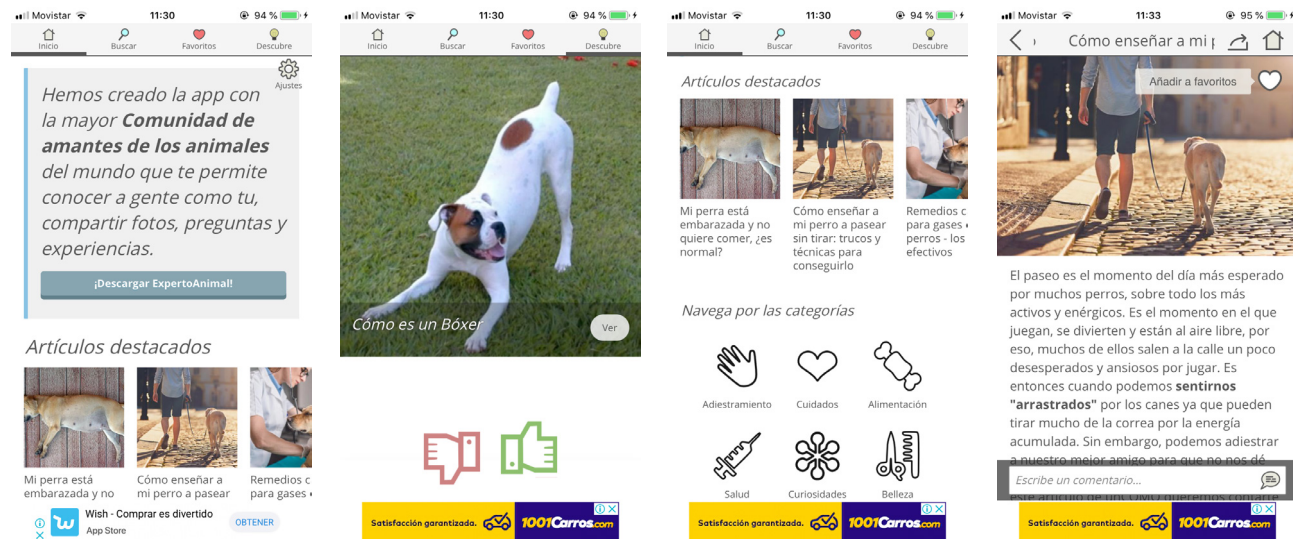 Movistar 11:30 94 %
Inicio Buscar Favoritos Descubre
Ajustes
Hemos creado la app con
la mayor Comunidad de
amantes de los animales
del mundo que te permite
conocer a gente como tu,
compartir fotos, preguntas y
experiencias.
¡Descargar ExpertoAnimal!
Artículos destacados
Mi perra está
embarazada y no
Cómo enseñar a
mi perro a pasear
Remedios c
para gases
Wish - Comprar es divertido
App Store
OBTENER
Movistar 11:30 94 %
Inicio Buscar Favoritos Descubre
Cómo es un Bóxer
Ver
Satisfacción garantizada. 1001Carros.com
Movistar 11:30 94 %
Inicio Buscar Favoritos Descubre
Artículos destacados
Mi perra está
embarazada y no
quiere comer, ¿es
normal?
Cómo enseñar a
mi perro a pasear
sin tirar: trucos y
técnicas para
conseguirlo
Remedios c
para gases
perros - los
efectivos
Navega por las categorías
Adiestramiento Cuidados Alimentación
Salud Curiosidades Belleza
Satisfacción garantizada. 1001Carros.com
Movistar 11:33 95 %
Cómo enseñar a mi
Añadir a favoritos
El paseo es el momento del día más esperado
por muchos perros, sobre todo los más
activos y enérgicos. Es el momento en el que
juegan, se divierten y están al aire libre, por
eso, muchos de ellos salen a la calle un poco
desesperados y ansiosos por jugar. Es
entonces cuando podemos sentirnos
"arrastrados" por los canes ya que pueden
tirar mucho de la correa por la energía
acumulada. Sin embargo, podemos adiestrar
a nuestro mejor amigo para que no nos dé
Escribe un comentario...
este artículo de unCOMO queremos contarte
Satisfacción garantizada. 1001Carros.com